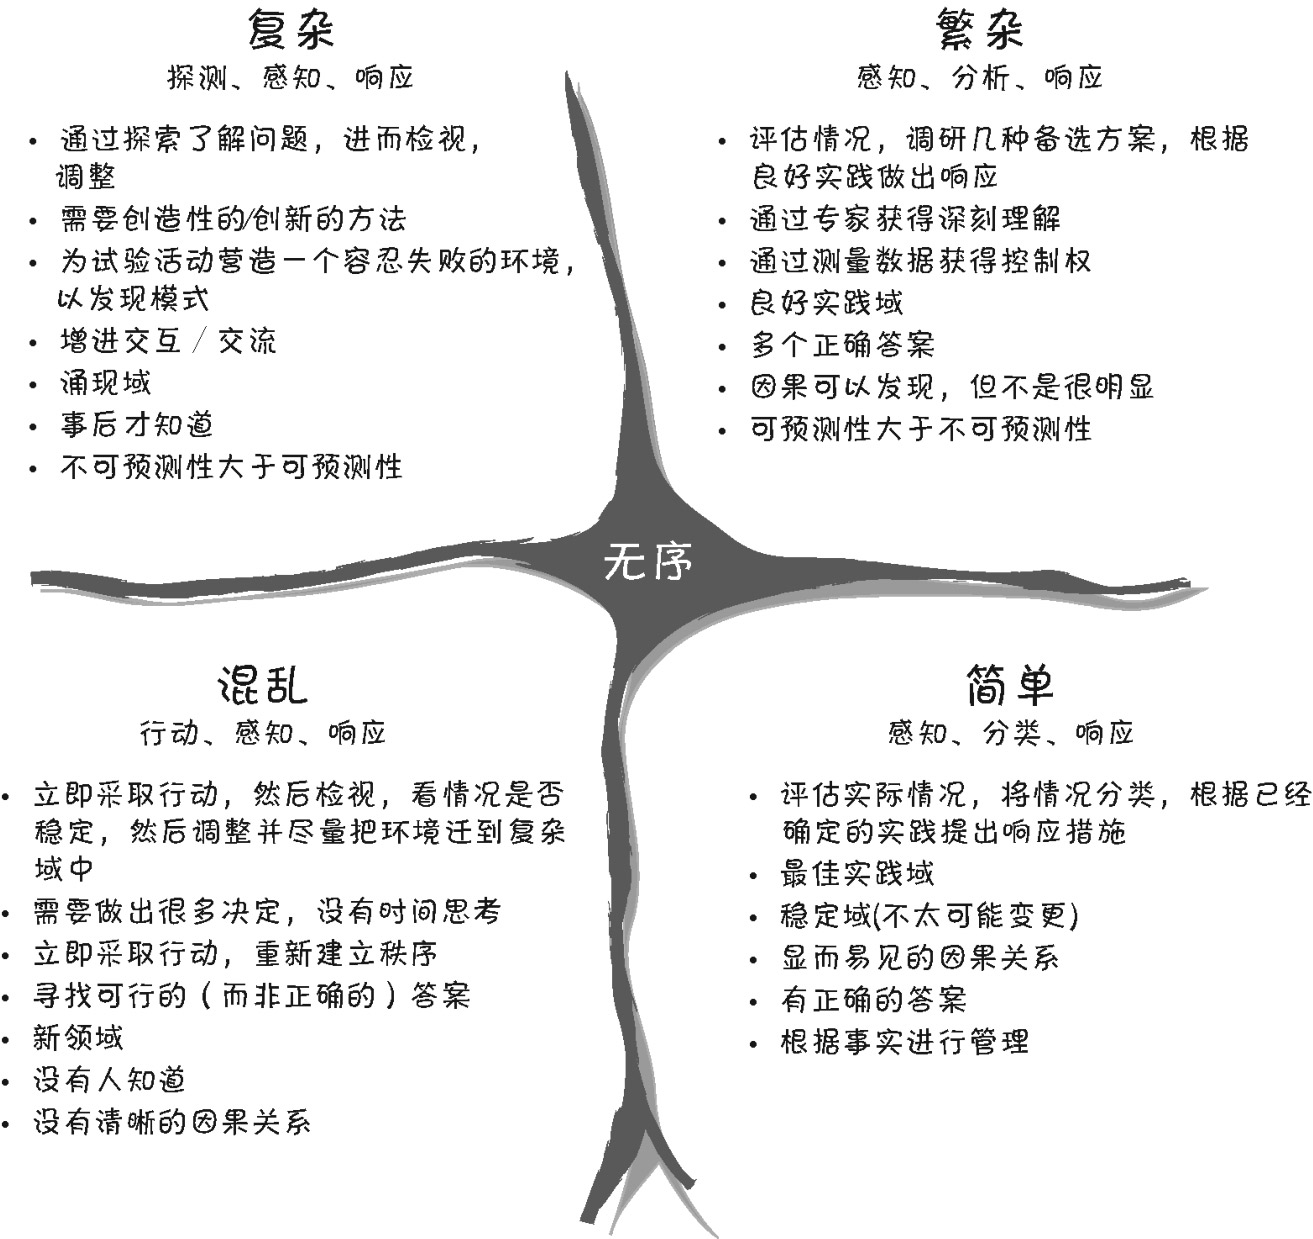 复杂
探测、感知、响应
• 通过探索了解问题，进而检视，
调整
• 需要创造性的/创新的方法
• 为试验活动营造一个容忍失败的环境，
以发现模式
• 增进交互 / 交流
• 涌现域
• 事后才知道
• 不可预测性大于可预测性
繁杂
感知、分析、响应
• 评估情况，调研几种备选方案，根据
良好实践做出响应
• 通过专家获得深刻理解
• 通过测量数据获得控制权
• 良好实践域
• 多个正确答案
• 因果可以发现，但不是很明显
• 可预测性大于不可预测性
无序
混乱
行动、感知、响应
• 立即采取行动，然后检视，看情况是否
稳定，然后调整并尽量把环境迁到复杂
域中
• 需要做出很多决定，没有时间思考
• 立即采取行动，重新建立秩序
• 寻找可行的（而非正确的）答案
• 新领域
• 没有人知道
• 没有清晰的因果关系
简单
感知、分类、响应
• 评估实际情况，将情况分类，根据已经
确定的实践提出响应措施
• 最佳实践域
• 稳定域(不太可能变更)
• 显而易见的因果关系
• 有正确的答案
• 根据事实进行管理